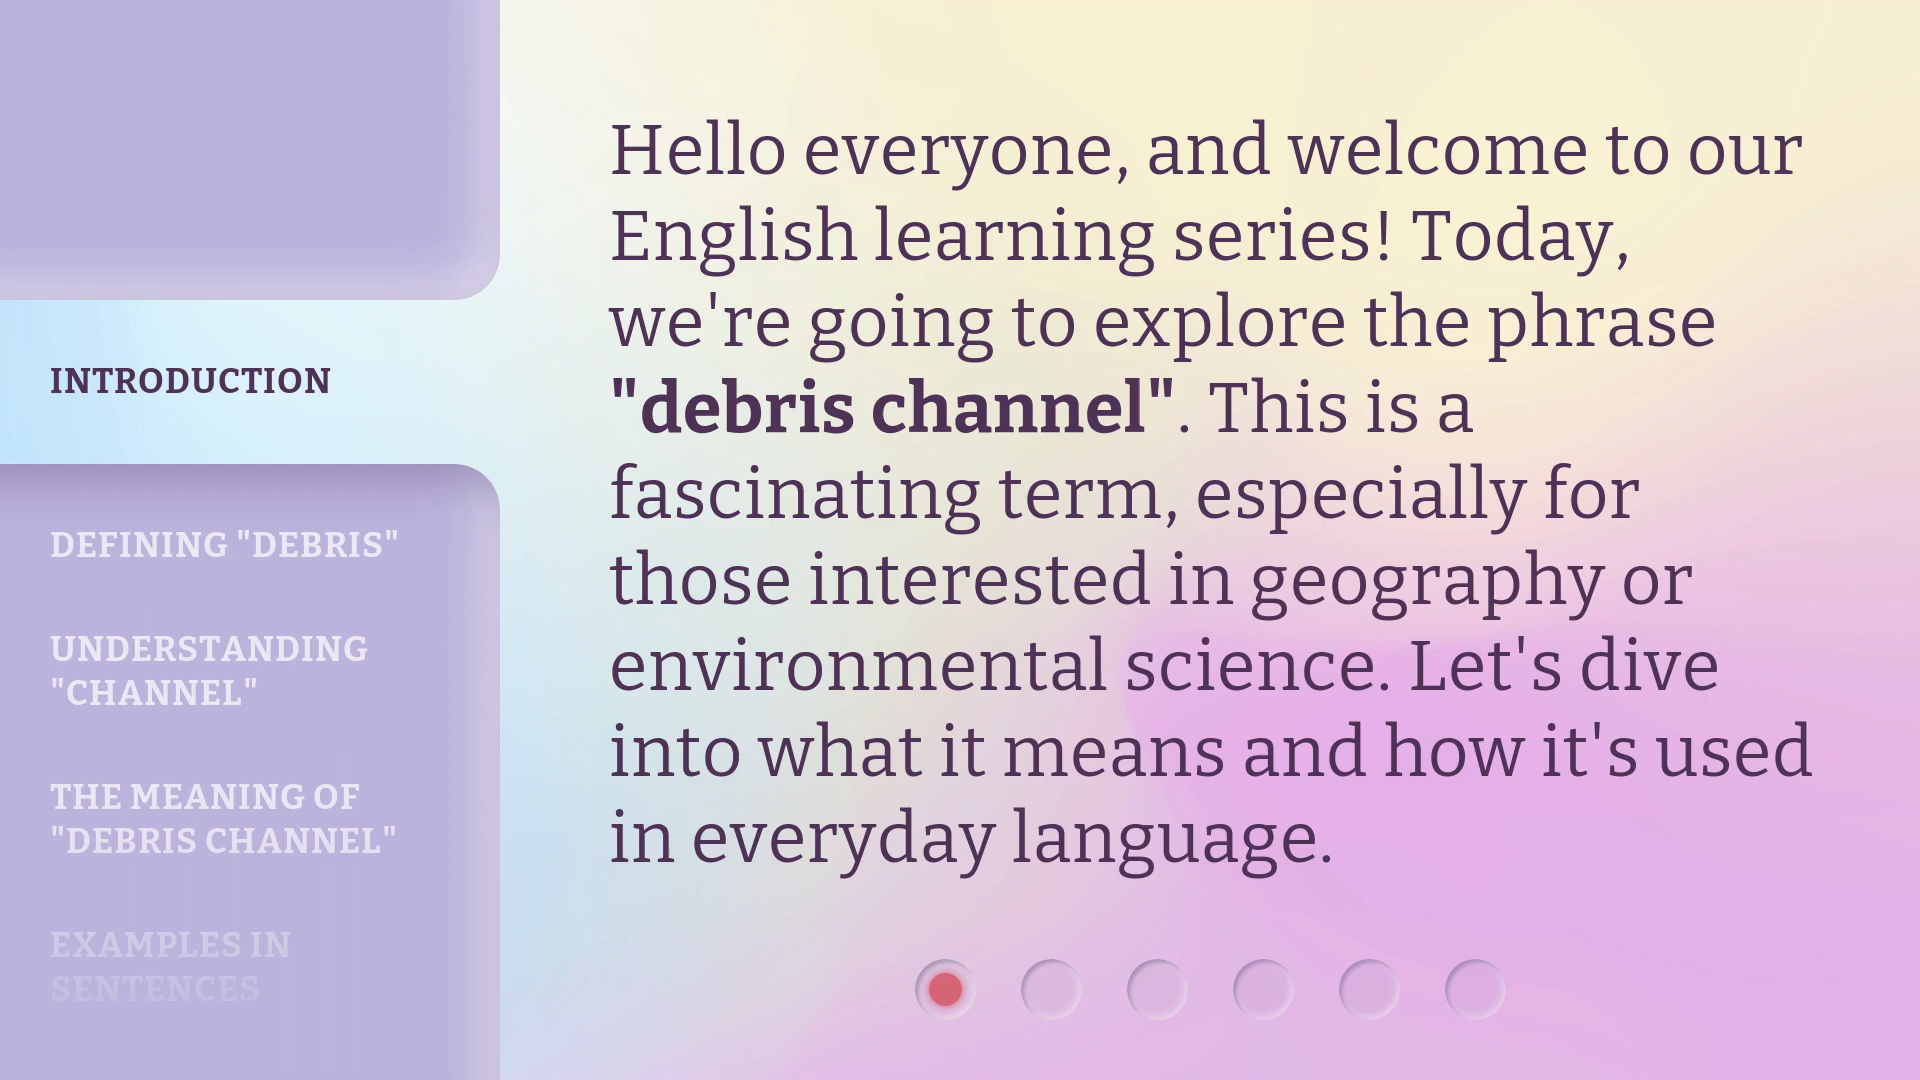 INTRODUCTION
DEFINING "DEBRIS"
UNDERSTANDING
"CHANNEL"
THE MEANING OF
"DEBRIS CHANNEL"
EXAMPLES IN
SENTENCES
Hello everyone, and welcome to our
English learning series! Today,
we're going to explore the phrase
"debris channel". This is a
fascinating term, especially for
those interested in geography or
environmental science. Let's dive
into what it means and how it's used
in everyday language.